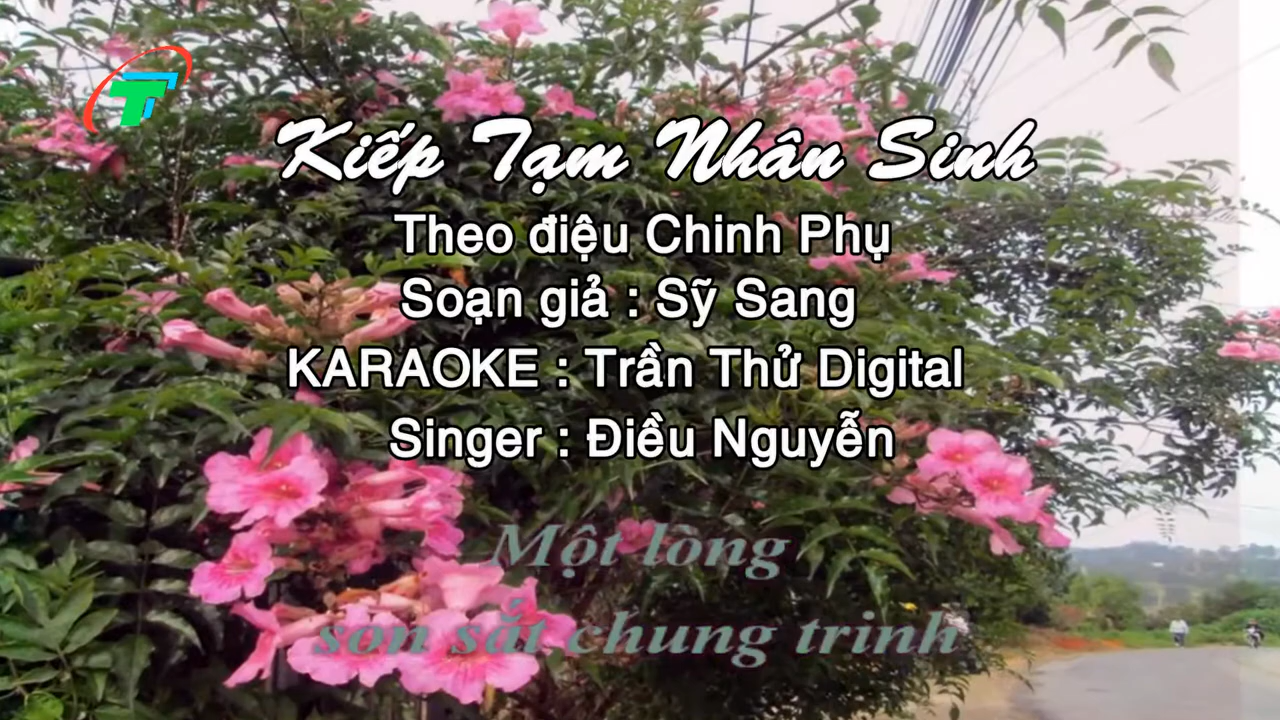 Kiếp Tạm Nhân Sinh
Theo điệu Chinh Phụ
Soạn giả : Sỹ Sang
KARAOKE : Trần Thử Digital
Singer : Điều Nguyễn
Một lòng
son sắt chung trinh